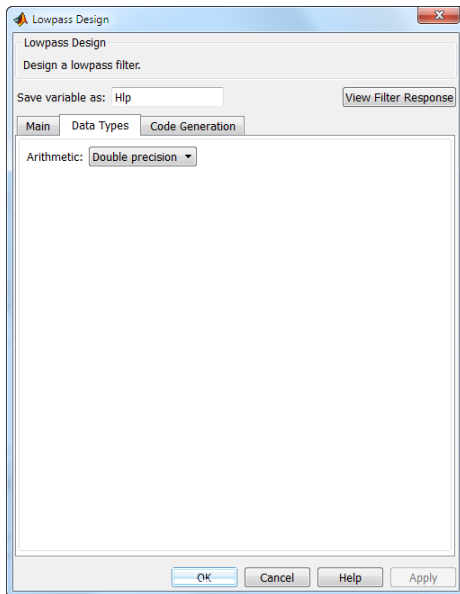 Lowpass Design
x
Lowpass Design
Design a lowpass filter.
Save variable as: Hlp View Filter Response
Main Data Types Code Generation
Arithmetic: Double precision
OK Cancel Help Apply